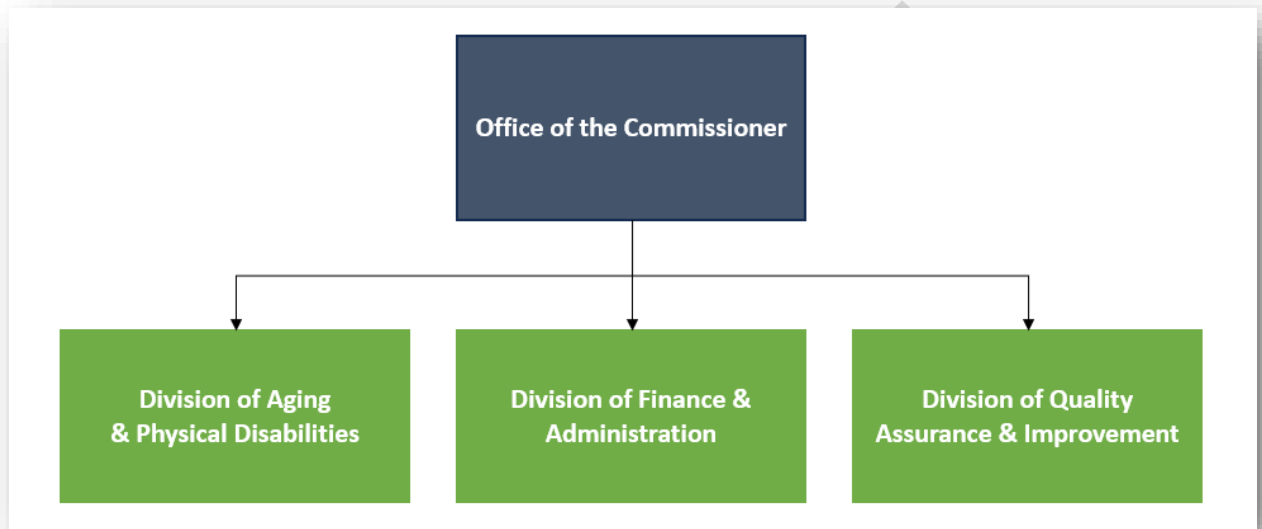 Office of the Commissioner
Division of Aging
& Physical Disabilities
Division of Finance &
Administration
Division of Quality
Assurance & Improvement